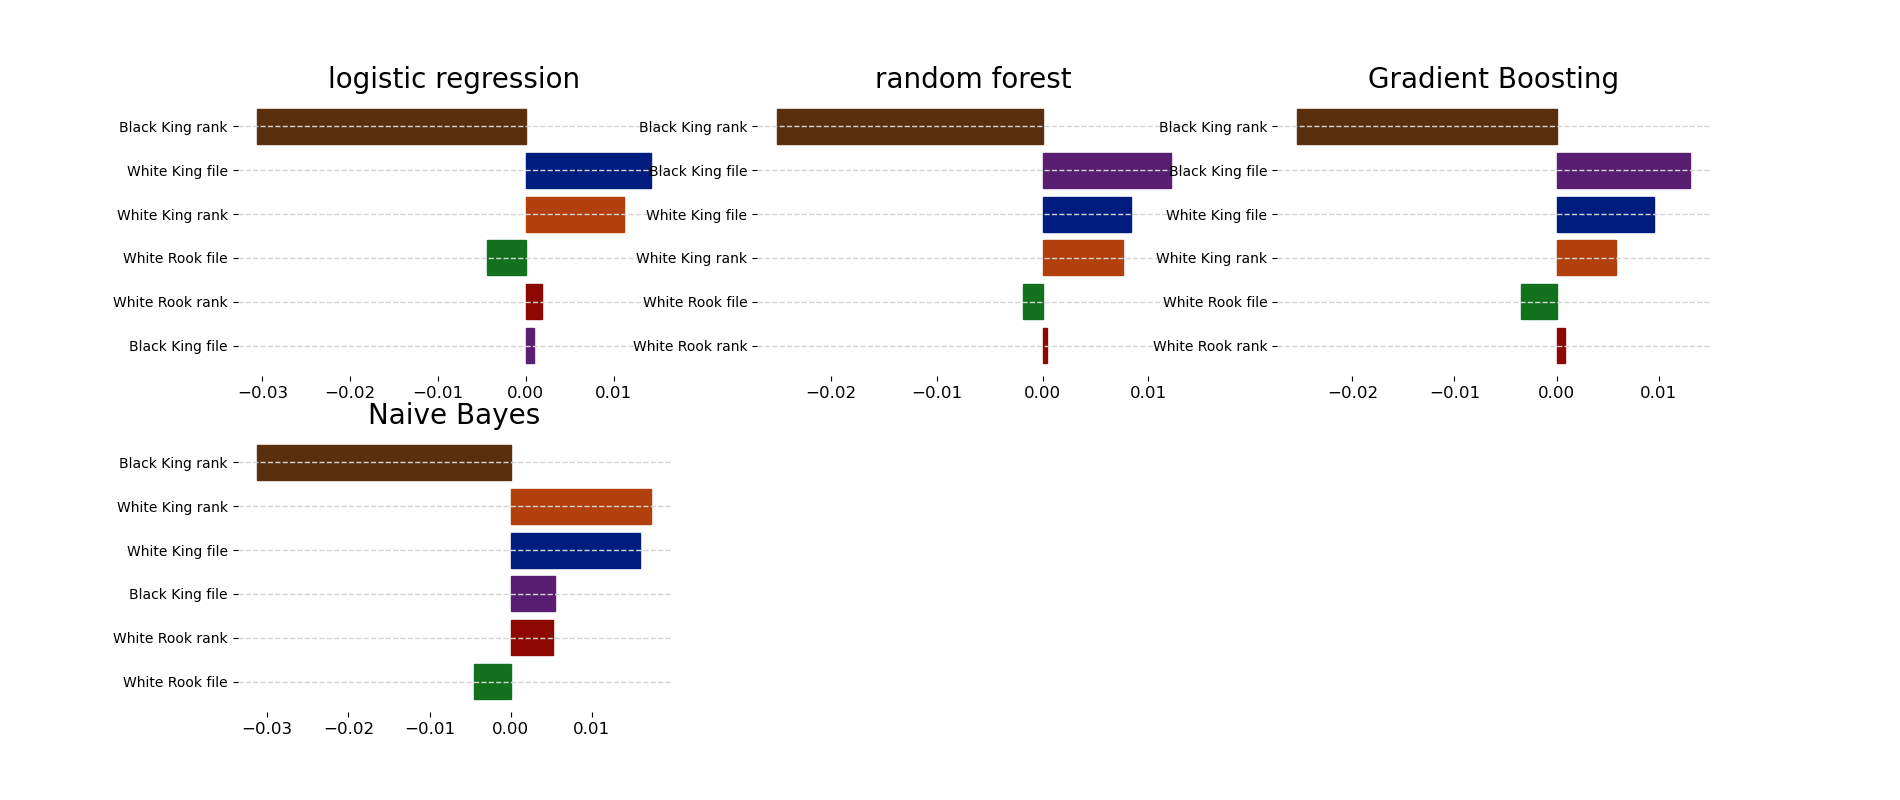 logistic regression
Black King rank
White King file
White King rank
White Rook file
White Rook rank
Black King file
−0.03 −0.02 −0.01 0.00 0.01
random forest
Black King rank
Black King file
White King file
White King rank
White Rook file
White Rook rank
−0.02 −0.01 0.00 0.01
Gradient Boosting
Black King rank
Black King file
White King file
White King rank
White Rook file
White Rook rank
−0.02 −0.01 0.00 0.01
Naive Bayes
Black King rank
White King rank
White King file
Black King file
White Rook rank
White Rook file
−0.03 −0.02 −0.01 0.00 0.01